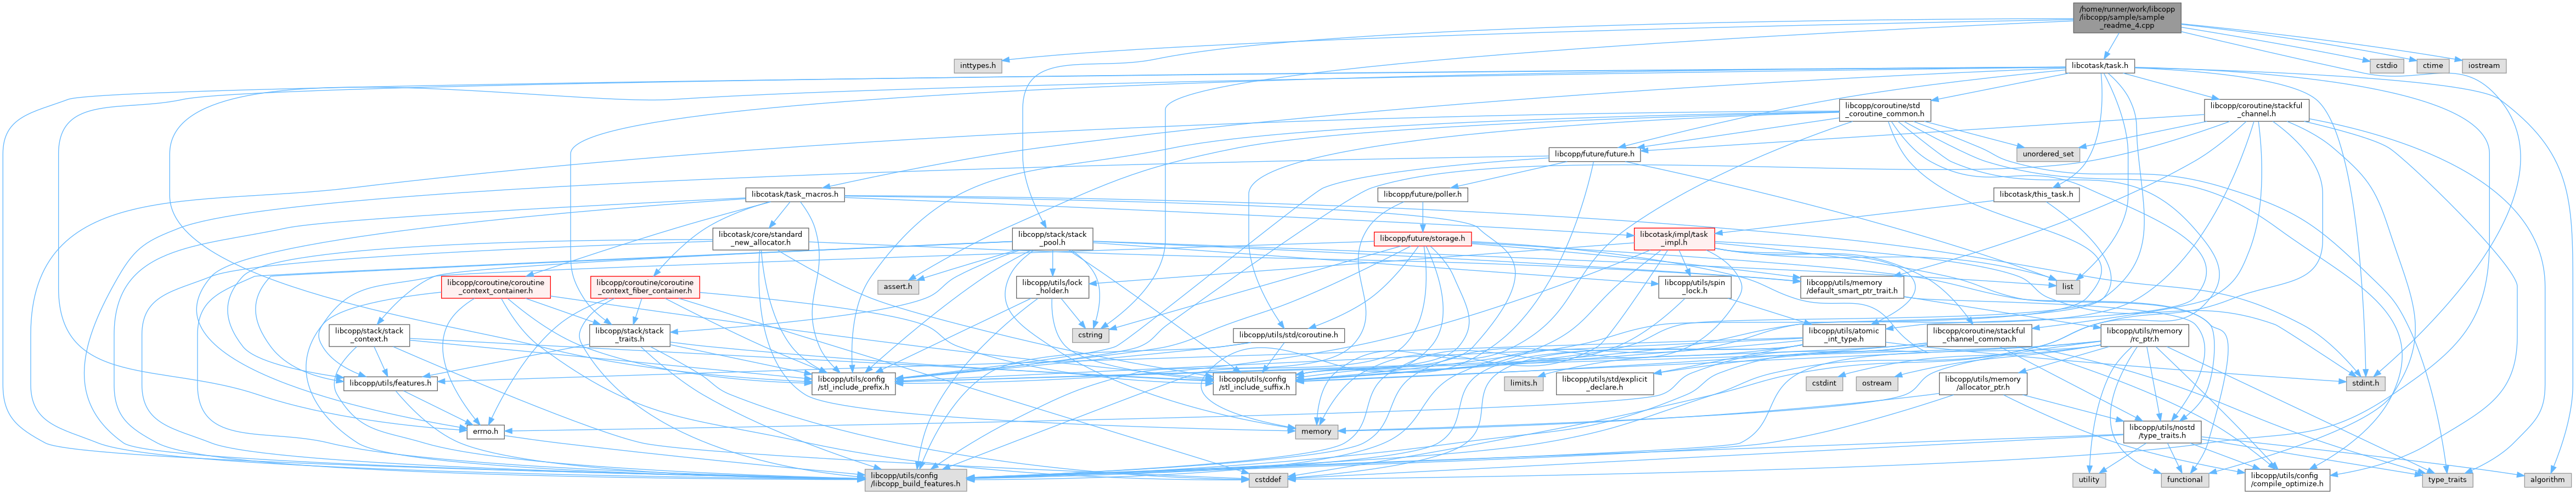 /home/runner/work/libcopp
/libcopp/sample/sample
_readme_4.cpp
inttypes.h
libcotask/task.h
cstdio
ctime
iostream
libcopp/coroutine/std
_coroutine_common.h
libcopp/coroutine/stackful
_channel.h
libcopp/future/future.h
unordered_set
libcotask/task_macros.h
libcopp/future/poller.h
libcotask/this_task.h
libcotask/core/standard
_new_allocator.h
libcopp/stack/stack
_pool.h
libcopp/future/storage.h
libcotask/impl/task
_impl.h
libcopp/coroutine/coroutine
_context_container.h
libcopp/coroutine/coroutine
_context_fiber_container.h
assert.h
libcopp/utils/lock
_holder.h
libcopp/utils/spin
_lock.h
libcopp/utils/memory
/default_smart_ptr_trait.h
list
libcopp/stack/stack
_context.h
libcopp/stack/stack
_traits.h
cstring
libcopp/utils/std/coroutine.h
libcopp/utils/atomic
_int_type.h
libcopp/coroutine/stackful
_channel_common.h
libcopp/utils/memory
/rc_ptr.h
libcopp/utils/features.h
libcopp/utils/config
/stl_include_prefix.h
libcopp/utils/config
/stl_include_suffix.h
limits.h
libcopp/utils/std/explicit
_declare.h
cstdint
ostream
libcopp/utils/memory
/allocator_ptr.h
stdint.h
errno.h
memory
libcopp/utils/nostd
/type_traits.h
libcopp/utils/config
/libcopp_build_features.h
cstddef
utility
functional
libcopp/utils/config
/compile_optimize.h
type_traits
algorithm